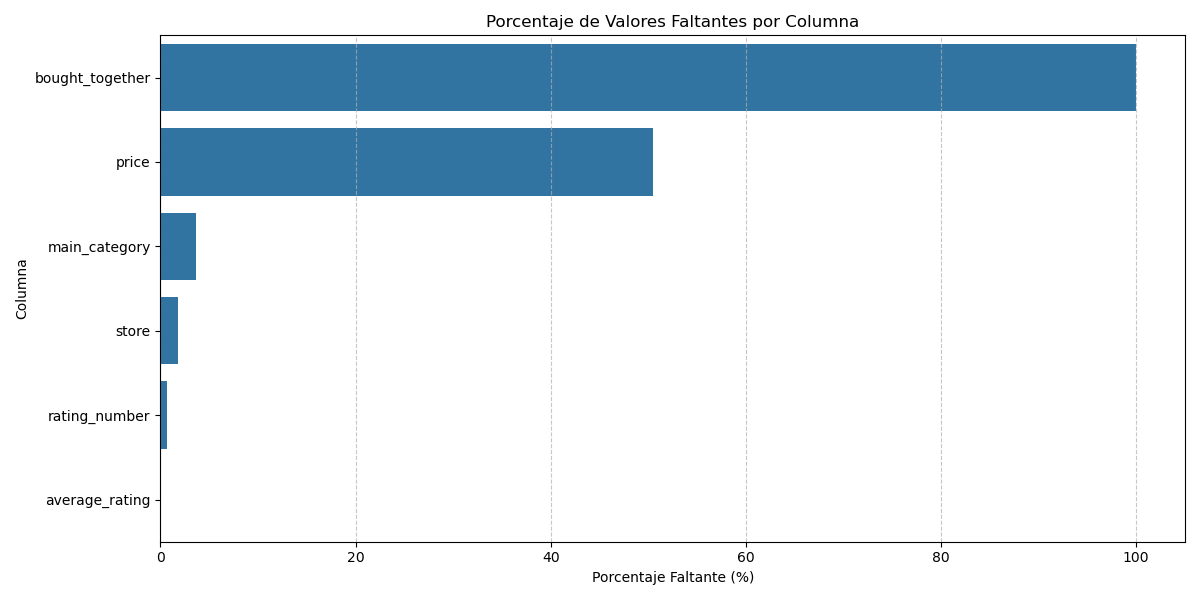 Porcentaje de Valores Faltantes por Columna
bought_together
price
main_category
store
rating_number
average_rating
Columna
0 20 40 60 80 100
Porcentaje Faltante (%)